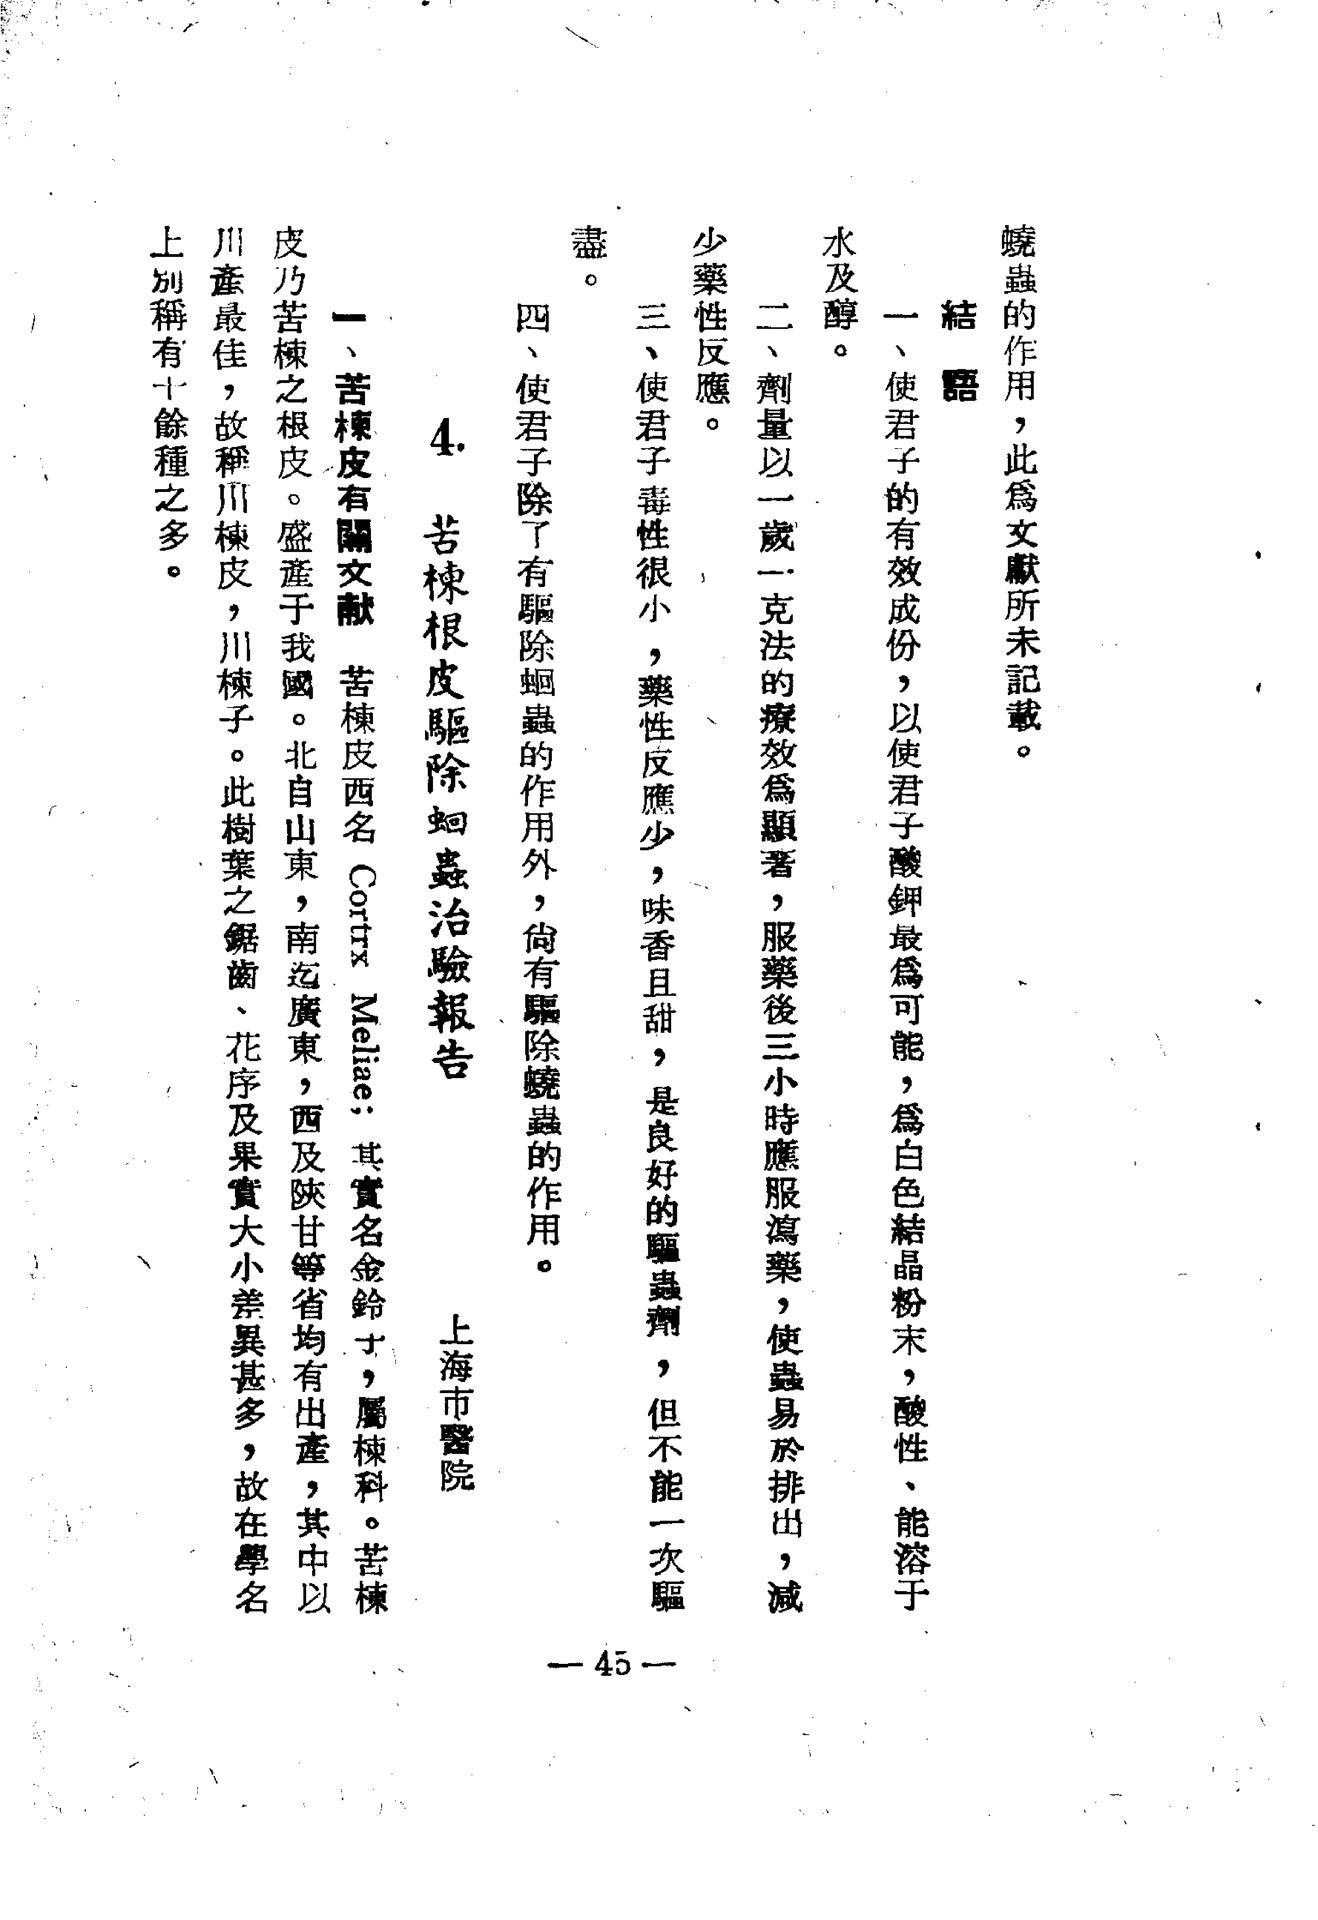 蟯蟲的作用，此爲文獻所未記載。
結語
一、使君子的有效成份，以使君子酸鉀最爲可能，爲白色結晶粉末，酸性、能溶于
水及醇。
二、劑量以一歲一克法的療效爲顯著，服藥後三小時應服瀉藥，使蟲易於排出，減
少藥性反應。
三、使君子毒性很小，藥性反應少，味香且甜，是良好的驅蟲劑，但不能一次驅
盡。
四、使君子除了有驅除蛔蟲的作用外，尙有驅除蟯蟲的作用。
4. 苦楝根皮驅除蛔蟲治驗報告
上海市醫院
一、苦楝皮有關文献 苦楝皮西名 Cortrx Meliae; 其實名金鈴子，屬楝科。苦楝
皮乃苦楝之根皮。盛產于我國。北自山東，南迄廣東，西及陝甘等省均有出產，其中以
川產最佳，故稱川楝皮，川楝子。此樹葉之鋸齒、花序及果實大小差異甚多，故在學名
上別稱有十餘種之多。
— 45 —